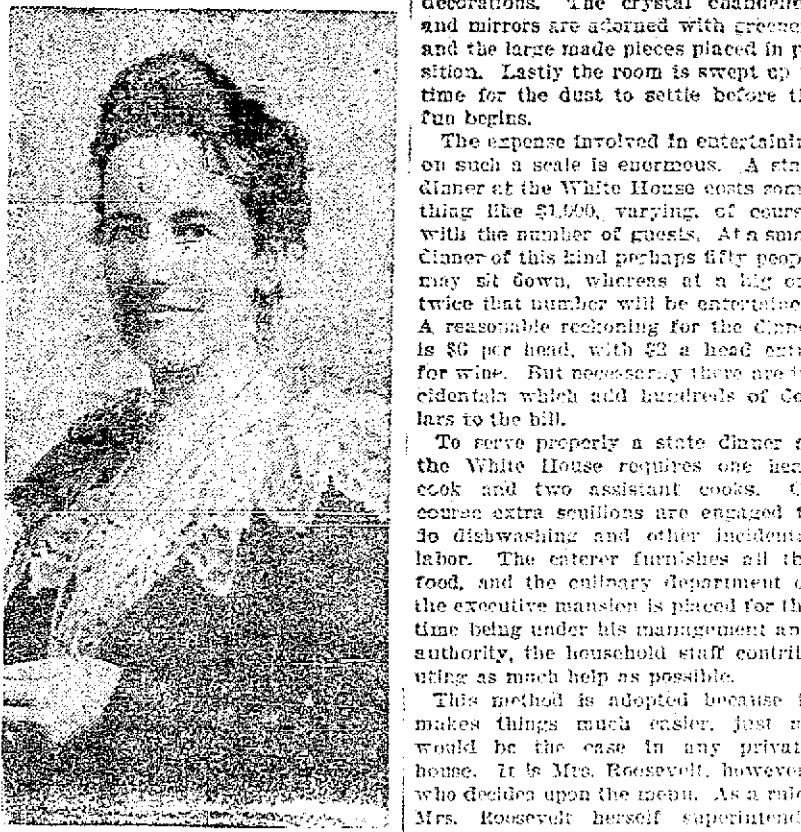 decorations. The crystal chandelie
and mirrors are adorned with greene
and the large made pieces placed in p
sition. Lastly the room is swept up
time for the dust to settle before th
fun begins.
The expense involved in entertainin
on such a scale is enormous. A sta
dinner at the White House costs som
thing like $1,000, varying, of cours
with the number of guests. At a sma
dinner of this kind perhaps fifty peop
may sit down, whereas at a big on
twice that number will be entertaine
A reasonable reckoning for the dinne
is $6 per head, with $2 a head extr
for wine. But necessarily there are in
cidentals which add hundreds of dol
lars to the bill.
To serve properly a state dinner a
the White House requires one hea
cook and two assistant cooks. O
course extra scullions are engaged t
do dishwashing and other incidenta
labor. The caterer furnishes all th
food, and the culinary department o
the executive mansion is placed for th
time being under his management an
authority, the household staff contrib
uting as much help as possible.
This method is adopted because i
makes things much easier, just a
would be the case in any privat
house. It is Mrs. Roosevelt, however
who decides upon the menu. As a rule
Mrs. Roosevelt herself superintend